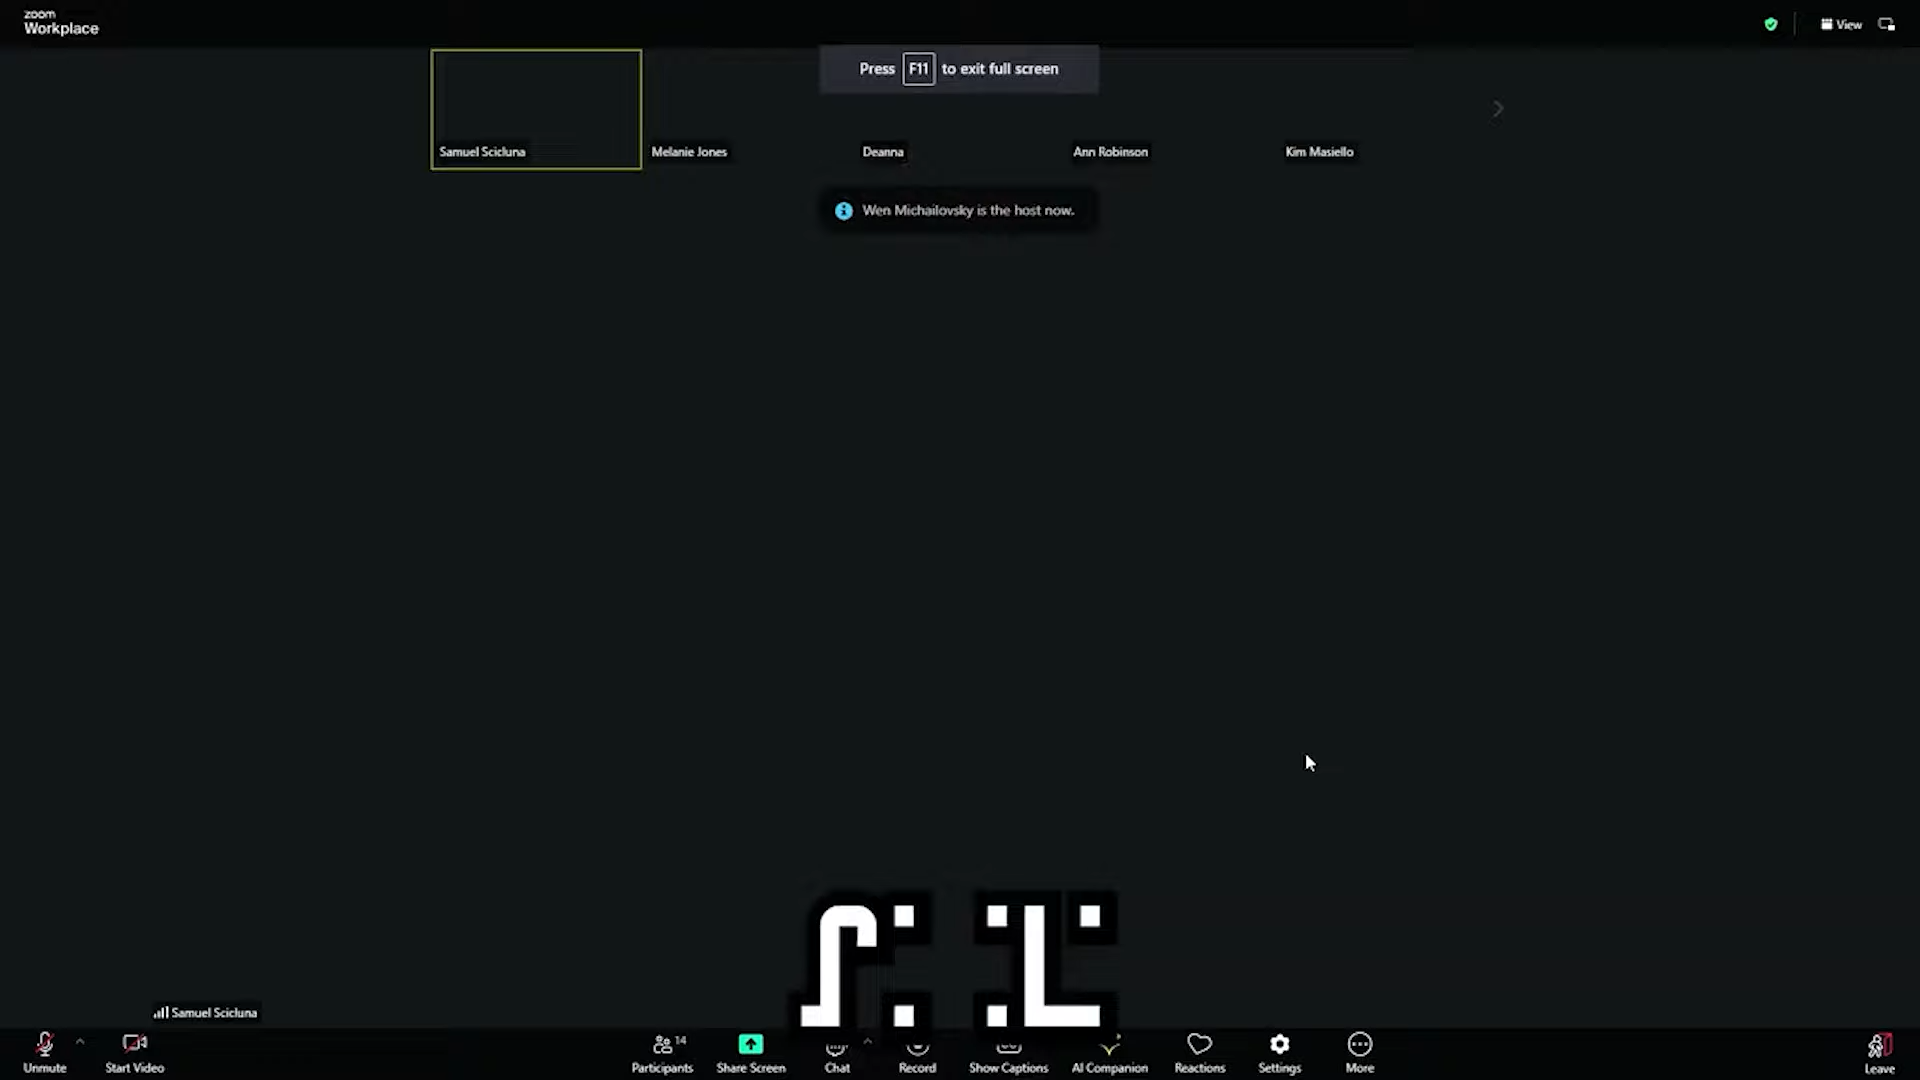 zoom
Workplace
View
Press F11 to exit full screen
Samuel Scicluna
Melanie Jones
Deanna
Ann Robinson
Kim Masiello
Wen Michailovsky is the host now.
Samuel Scicluna
Unmute
Start Video
14
Participants
Share Screen
Chat
Record
Show Captions
AI Companion
Reactions
Settings
More
Leave